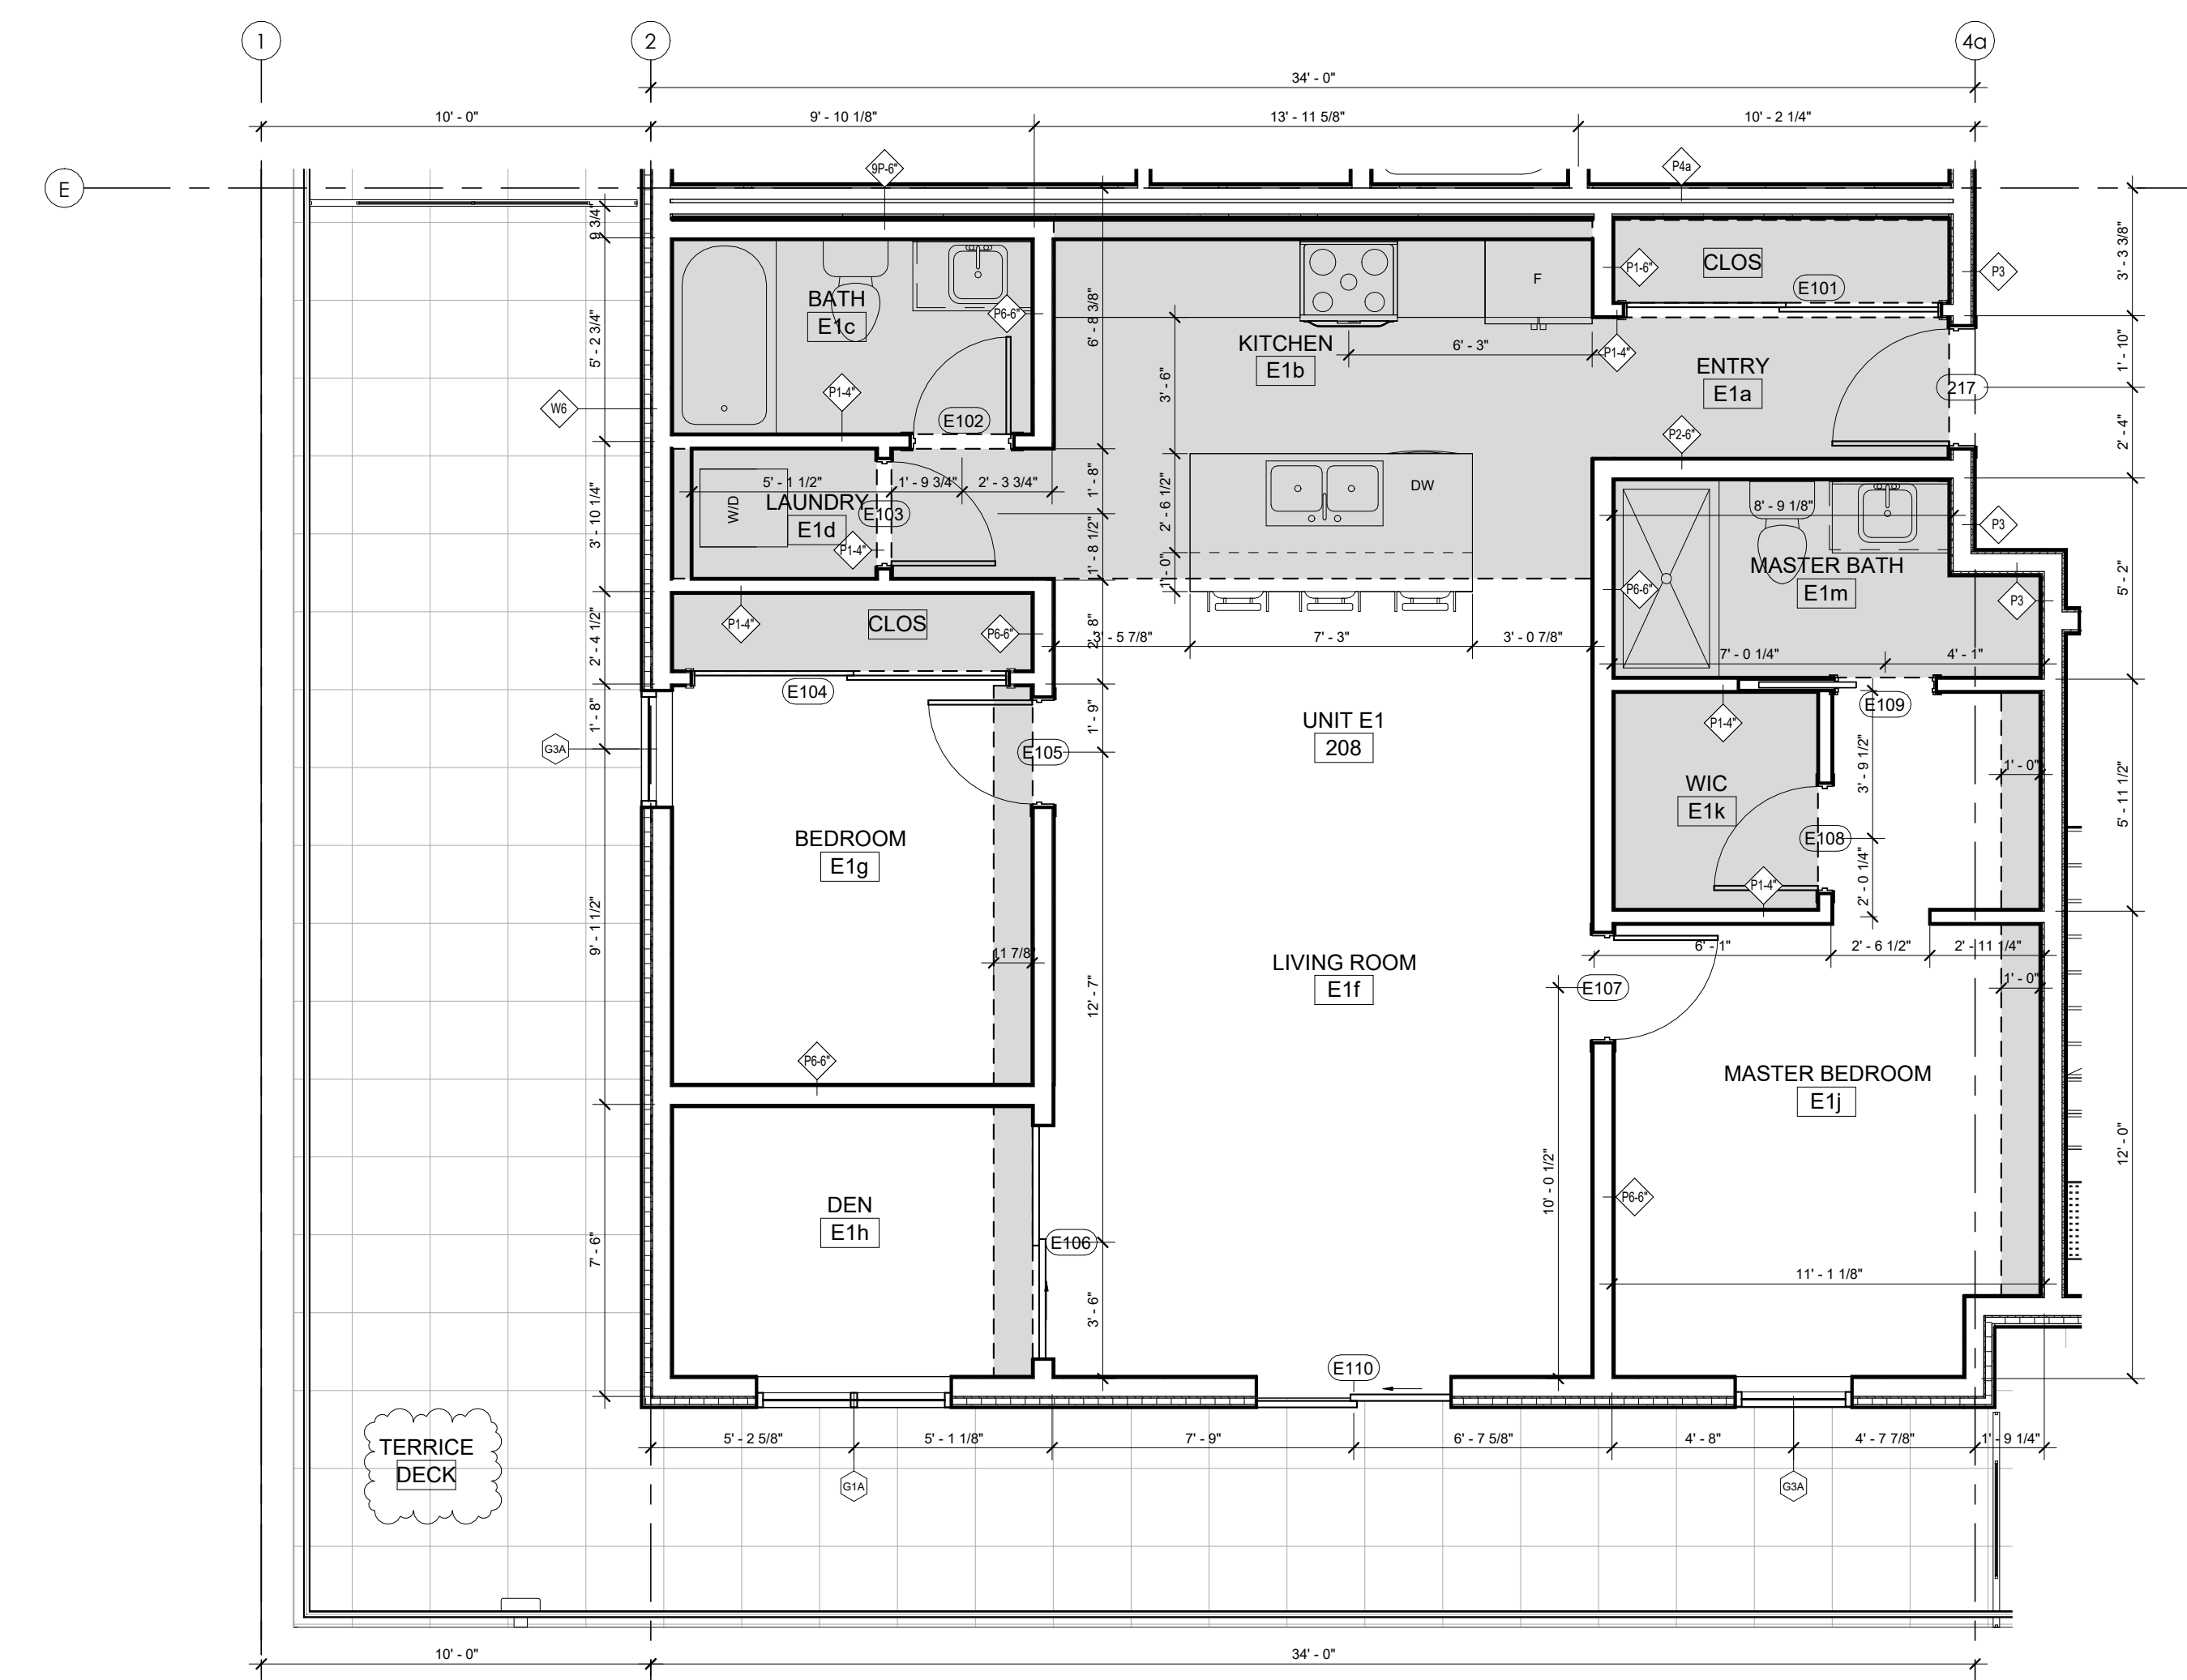 1
2
4a
34' - 0"
10' - 0"
9' - 10 1/8"
13' - 11 5/8"
10' - 2 1/4"
E
9P-6"
P4a
9 3/4"
3' - 3 3/8"
P1-6"
CLOS
P3
E101
F
BATH
E1c
P6-6"
5' - 2 3/4"
6' - 8 3/8"
KITCHEN
E1b
6' - 3"
P1-4"
ENTRY
E1a
1' - 10"
217
3' - 6"
P1-4"
W6
E102
P2-6"
2' - 4"
5' - 1 1/2"
1' - 9 3/4"
2' - 3 3/4"
1' - 8"
DW
8' - 9 1/8"
W/D
LAUNDRY
E1d
E103
P1-4"
3' - 10 1/4"
1' - 8 1/2"
2' - 6 1/2"
1' - 0"
P3
MASTER BATH
E1m
P6-6"
P3
5' - 2"
P1-4"
CLOS
P6-6"
2' - 4 1/2"
2' - 8"
3' - 5 7/8"
7' - 3"
3' - 0 7/8"
7' - 0 1/4"
4' - 1"
E104
E109
P1-4"
1' - 8"
1' - 9"
G3A
E105
UNIT E1
208
3' - 9 1/2"
1' - 0"
WIC
E1k
5' - 11 1/2"
BEDROOM
E1g
E108
P1-4"
2' - 0 1/4"
9' - 1 1/2"
11 7/8"
12' - 7"
LIVING ROOM
E1f
6' - 1"
2' - 6 1/2"
2' - 11 1/4"
E107
1' - 0"
P6-6"
MASTER BEDROOM
E1j
12' - 0"
DEN
E1h
7' - 6"
E106
10' - 0 1/2"
P6-6"
3' - 6"
11' - 1 1/8"
E110
TERRICE
DECK
5' - 2 5/8"
5' - 1 1/8"
7' - 9"
6' - 7 5/8"
4' - 8"
4' - 7 7/8"
1' - 9 1/4"
G1A
G3A
10' - 0"
34' - 0"